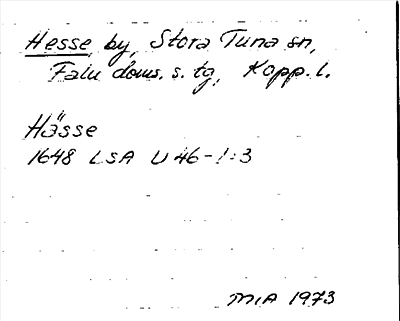 Hesse by, Stora Tuna sn,
Falu doms. s. tg, Kopp. l.
Hässe
1648 LSA U 46-1:3
MIA 1973